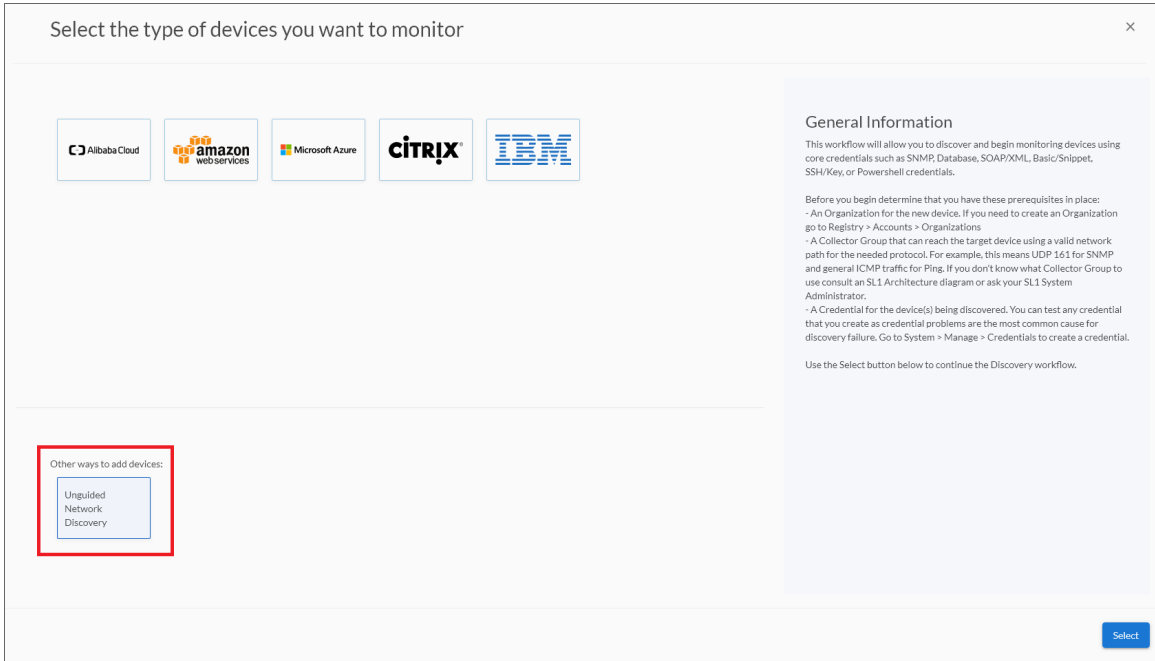 Select the type of devices you want to monitor
×
Alibaba Cloud
amazon
webservices
Microsoft Azure
CİTRIX
IBM
General Information
This workflow will allow you to discover and begin monitoring devices using
core credentials such as SNMP, Database, SOAP/XML, Basic/Snippet,
SSH/Key, or Powershell credentials.
Before you begin determine that you have these prerequisites in place:
- An Organization for the new device. If you need to create an Organization
go to Registry > Accounts > Organizations
- A Collector Group that can reach the target device using a valid network
path for the needed protocol. For example, this means UDP 161 for SNMP
and general ICMP traffic for Ping. If you don't know what Collector Group to
use consult an SL1 Architecture diagram or ask your SL1 System
Administrator.
- A Credential for the device(s) being discovered. You can test any credential
that you create as credential problems are the most common cause for
discovery failure. Go to System > Manage > Credentials to create a credential.
Use the Select button below to continue the Discovery workflow.
Other ways to add devices:
Unguided
Network
Discovery
Select